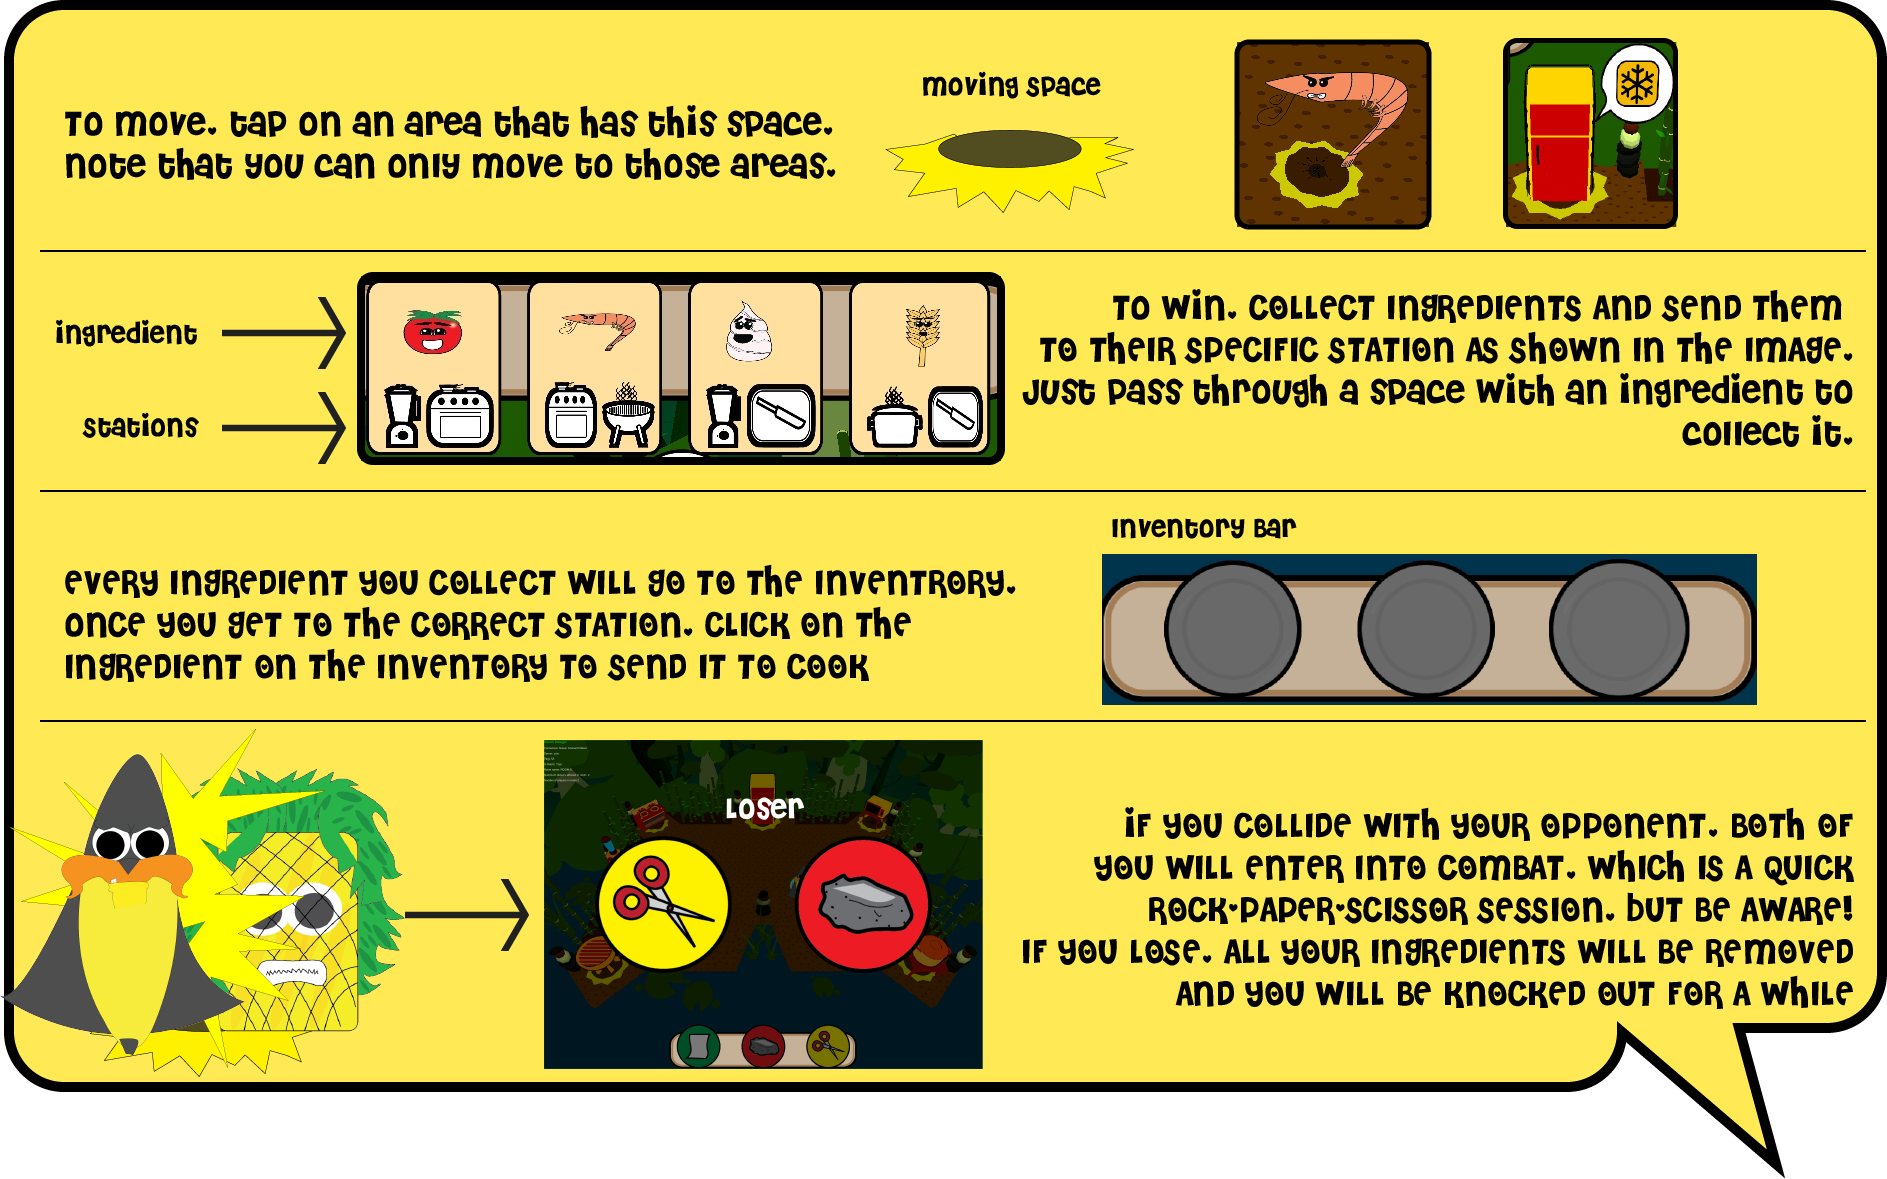 To move, tap on an area that has this space.
note that you can only move to those areas.
moving space
ingredient
stations
To win, collect ingredients and send them
to their specific station as shown in the image.
Just pass through a space with an ingredient to
collect it.
Inventory Bar
Every ingredient you collect will go to the inventrory.
Once you get to the correct station, click on the
ingredient on the inventory to send it to cook
Loser
If you collide with your opponent, both of
you will enter into combat, which is a quick
rock-paper-scissor session, but be aware!
If you lose, all your ingredients will be removed
and you will be knocked out for a while